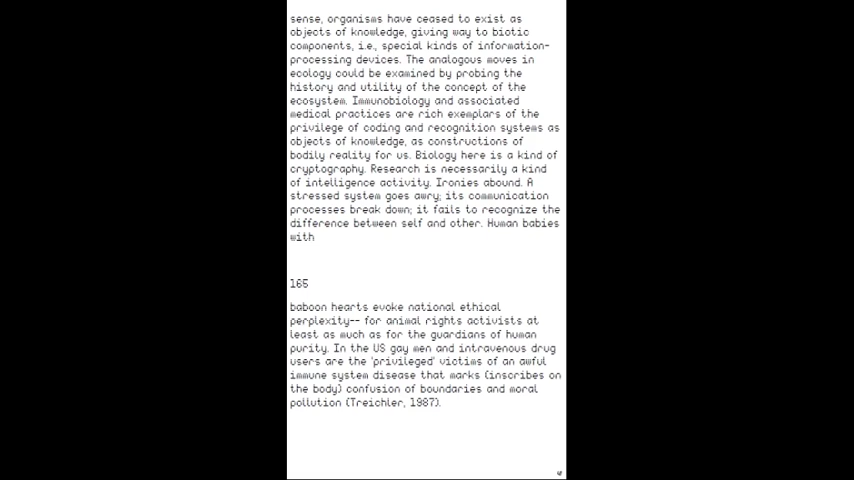 sense, organisms have ceased to exist as
objects of knowledge, giving way to biotic
components, i.e., special kinds of information-
processing devices. The analogous moves in
ecology could be examined by probing the
history and utility of the concept of the
ecosystem. Immunobiology and associated
medical practices are rich exemplars of the
privilege of coding and recognition systems as
objects of knowledge, as constructions of
bodily reality for us. Biology here is a kind of
cryptography. Research is necessarily a kind
of intelligence activity. Ironies abound. A
stressed system goes awry; its communication
processes break down; it fails to recognize the
difference between self and other. Human babies
with
165
baboon hearts evoke national ethical
perplexity-- for animal rights activists at
least as much as for the guardians of human
purity. In the US gay men and intravenous drug
users are the 'privileged' victims of an awful
immune system disease that marks (inscribes on
the body) confusion of boundaries and moral
pollution (Treichler, 1987).